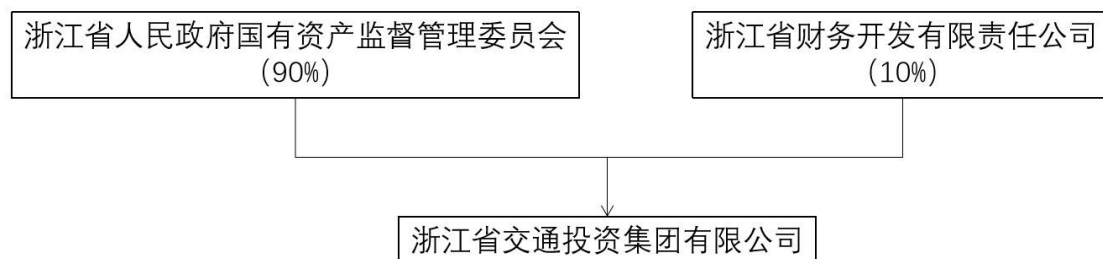 浙江省人民政府国有资产监督管理委员会
(90%)
浙江省财务开发有限责任公司
(10%)
浙江省交通投资集团有限公司